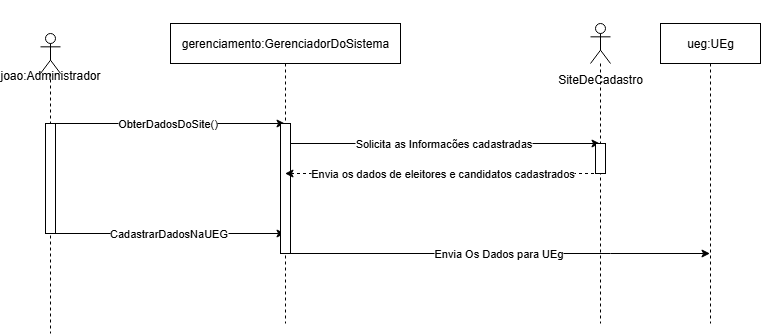 gerenciamento:GerenciadorDoSistema
ueg:UEg
joao:Administrador
SiteDeCadastro
ObterDadosDoSite()
Solicita as Informacões cadastradas
Envia os dados de eleitores e candidatos cadastrados
CadastrarDadosNaUEG
Envia Os Dados para UEg